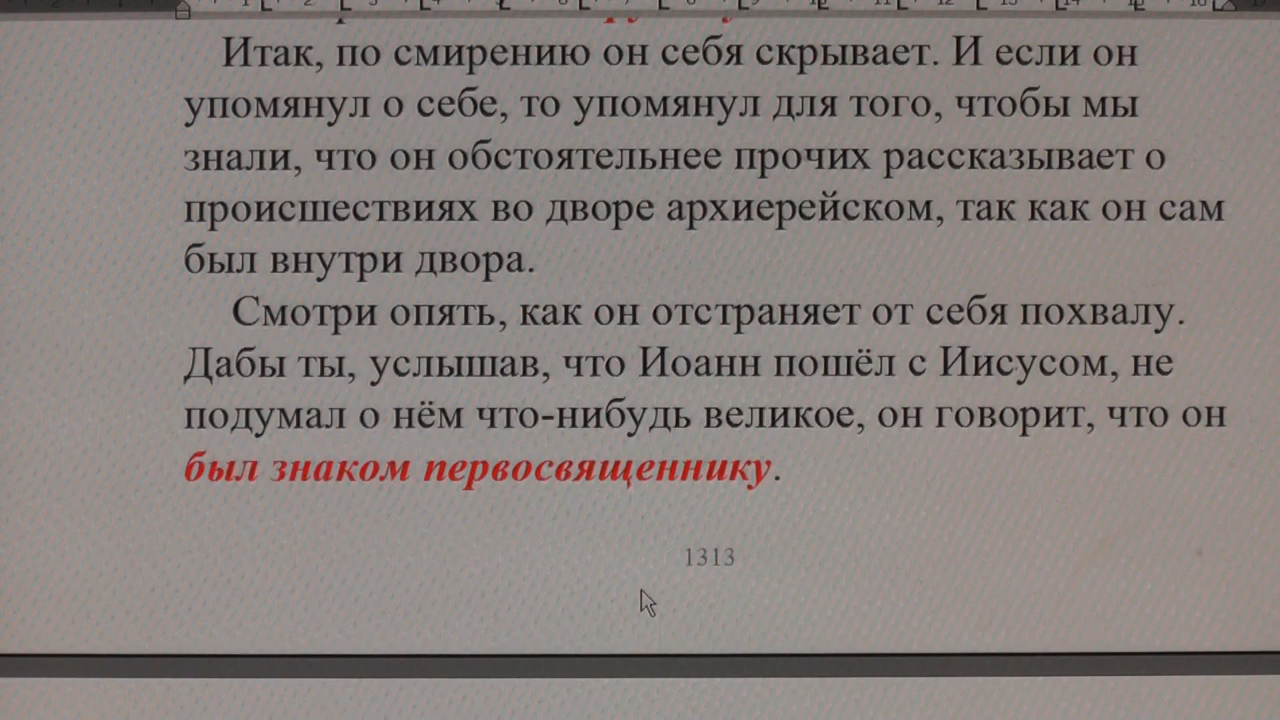 Итак, по смирению он себя скрывает. И если он
упомянул о себе, то упомянул для того, чтобы мы
знали, что он обстоятельнее прочих рассказывает о
происшествиях во дворе архиерейском, так как он сам
был внутри двора.
Смотри опять, как он отстраняет от себя похвалу.
Дабы ты, услышав, что Иоанн пошёл с Иисусом, не
подумал о нём что-нибудь великое, он говорит, что он
был знаком первосвященнику.
1313